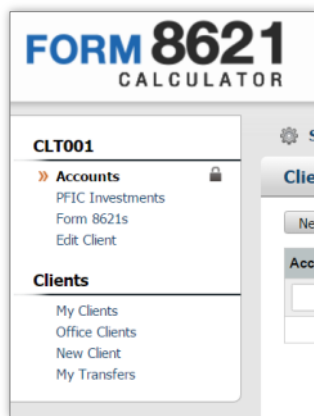 FORM 8621
CALCULATOR
CLT001
» Accounts
PFIC Investments
Form 8621s
Edit Client
Clients
My Clients
Office Clients
New Client
My Transfers